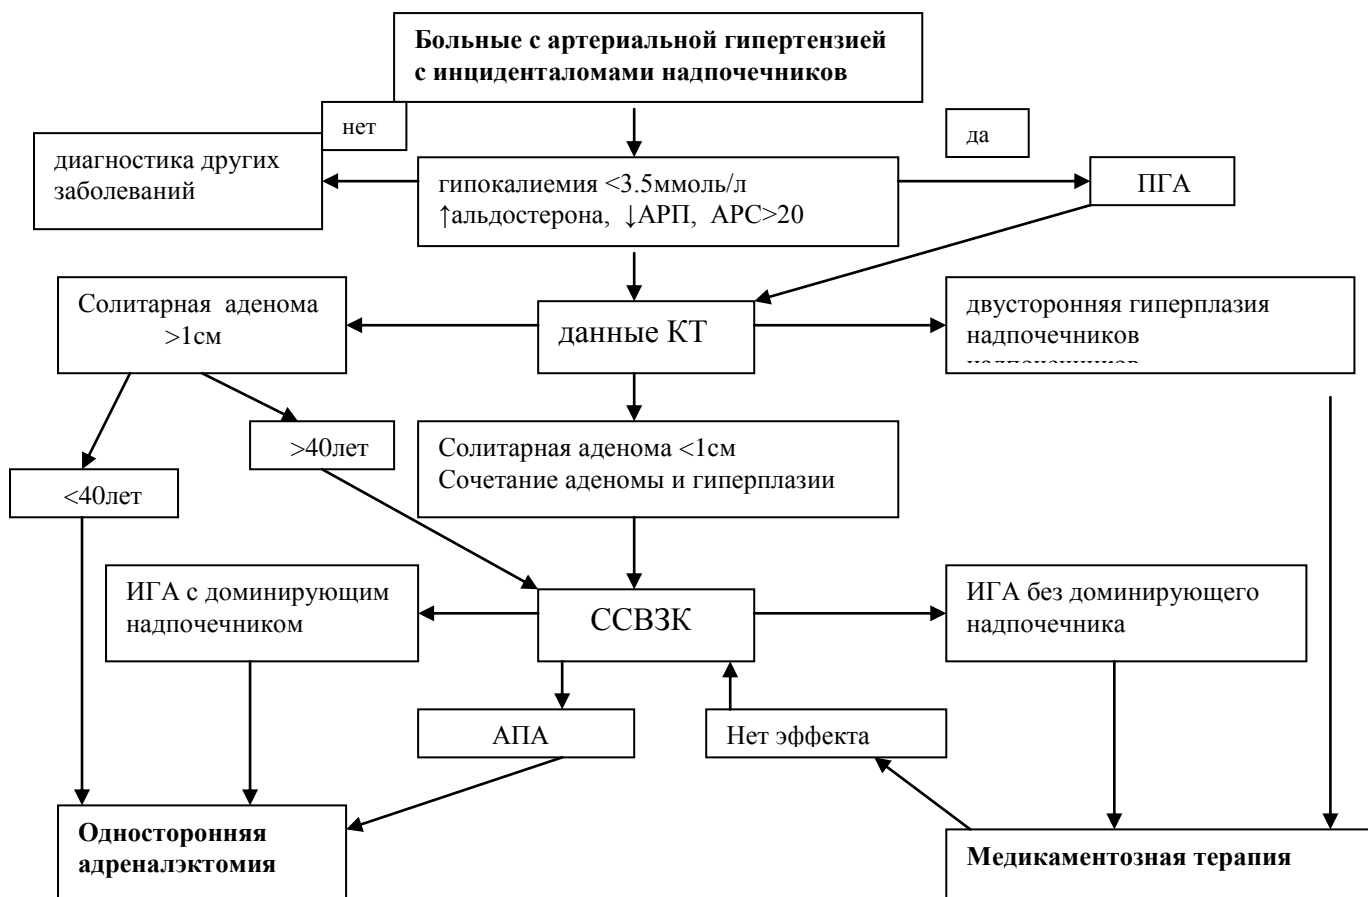 Больные с артериальной гипертензией
с инциденталомами надпочечников
нет
да
диагностика других
заболеваний
гипокалиемия <3.5ммоль/л
↑альдостерона, ↓АРП, АРС>20
ПГА
Солитарная аденома
>1см
данные КТ
двусторонняя гиперплазия
надпочечников
надпочечников
>40лет
Солитарная аденома <1см
Сочетание аденомы и гиперплазии
<40лет
ИГА с доминирующим
надпочечником
ССВЗК
ИГА без доминирующего
надпочечника
АПА
Нет эффекта
Односторонняя
адреналэктомия
Медикаментозная терапия